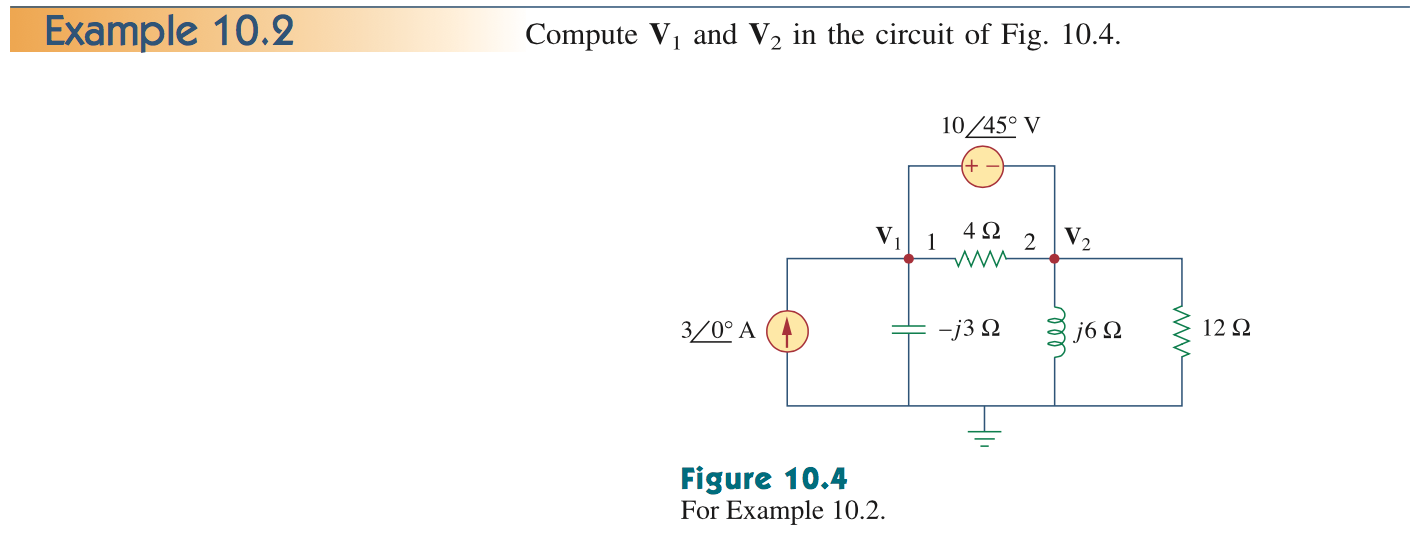 Example 10.2
Compute V₁ and V₂ in the circuit of Fig. 10.4.
10∠45° V
+ −
V₁ 1 4 Ω 2 V₂
3∠0° A
−j3 Ω
j6 Ω
12 Ω
Figure 10.4
For Example 10.2.